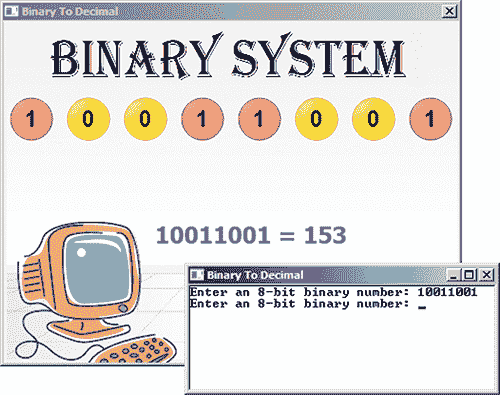 Binary To Decimal
BINARY SYSTEM
1 0 0 1 1 0 0 1
10011001 = 153
Binary To Decimal
Enter an 8-bit binary number: 10011001
Enter an 8-bit binary number: _